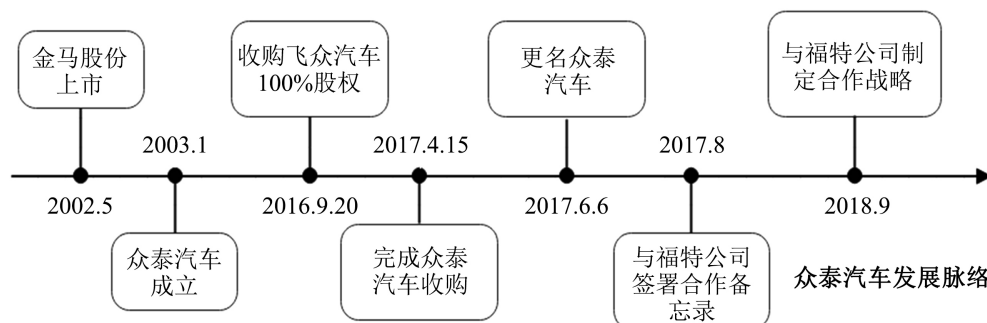 金马股份
上市
收购飞众汽车
100%股权
更名众泰
汽车
与福特公司制
定合作战略
2003.1
2017.4.15
2017.8
2002.5
2016.9.20
2017.6.6
2018.9
众泰汽车
成立
完成众泰
汽车收购
与福特公司
签署合作备
忘录
众泰汽车发展脉络